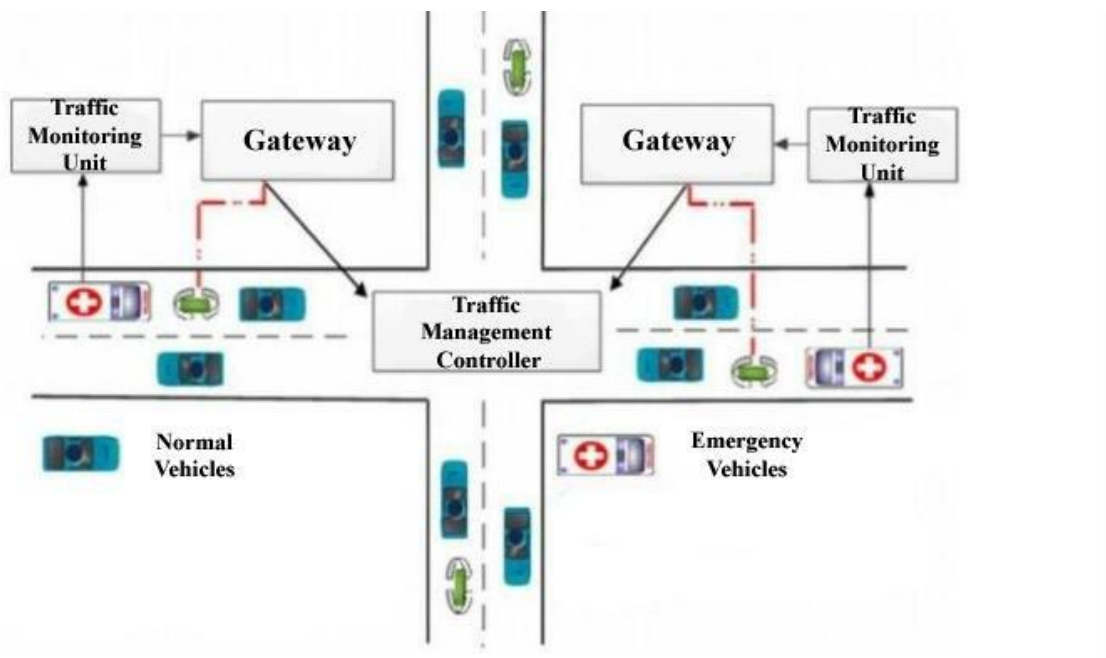 Traffic
Monitoring
Unit
Gateway
Gateway
Traffic
Monitoring
Unit
Traffic
Management
Controller
Normal
Vehicles
Emergency
Vehicles